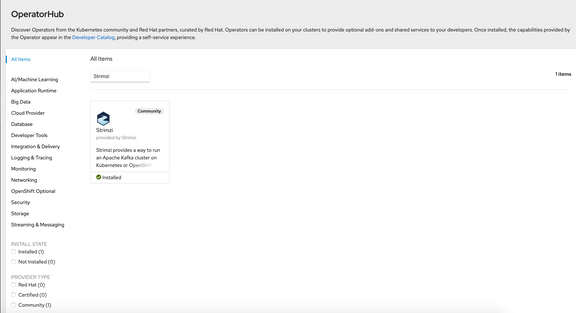 OperatorHub
Discover Operators from the Kubernetes community and Red Hat partners, curated by Red Hat. Operators can be installed on your clusters to provide optional add-ons and shared services to your developers. Once installed, the capabilities provided by
the Operator appear in the Developer Catalog, providing a self-service experience.
All Items
AI/Machine Learning
Application Runtime
Big Data
Cloud Provider
Database
Developer Tools
Integration & Delivery
Logging & Tracing
Monitoring
Networking
OpenShift Optional
Security
Storage
Streaming & Messaging
INSTALL STATE
Installed (1)
Not Installed (0)
PROVIDER TYPE
Red Hat (0)
Certified (0)
Community (1)
All Items
Strimzi
1 items
Community
Strimzi
provided by Strimzi
Strimzi provides a way to run
an Apache Kafka cluster on
Kubernetes or OpenShift
Installed